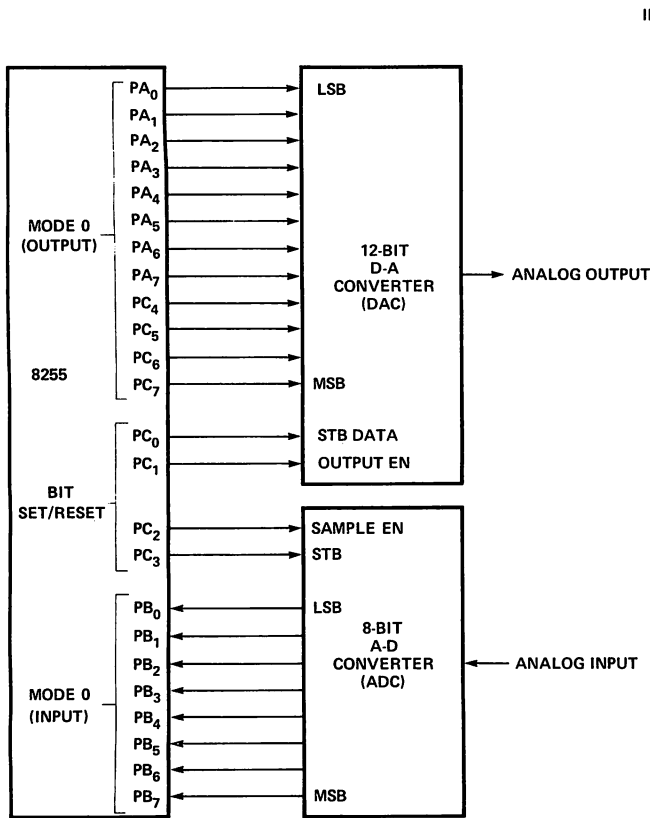 II
PA0 LSB
PA1
PA2
PA3
PA4
PA5
MODE 0
(OUTPUT)
PA6
PA7
12-BIT
D-A
CONVERTER
(DAC)
ANALOG OUTPUT
PC4
PC5
PC6
8255
PC7 MSB
PC0 STB DATA
PC1 OUTPUT EN
BIT
SET/RESET
PC2 SAMPLE EN
PC3 STB
PB0 LSB
PB1
PB2
PB3
MODE 0
(INPUT)
8-BIT
A-D
CONVERTER
(ADC)
ANALOG INPUT
PB4
PB5
PB6
PB7 MSB